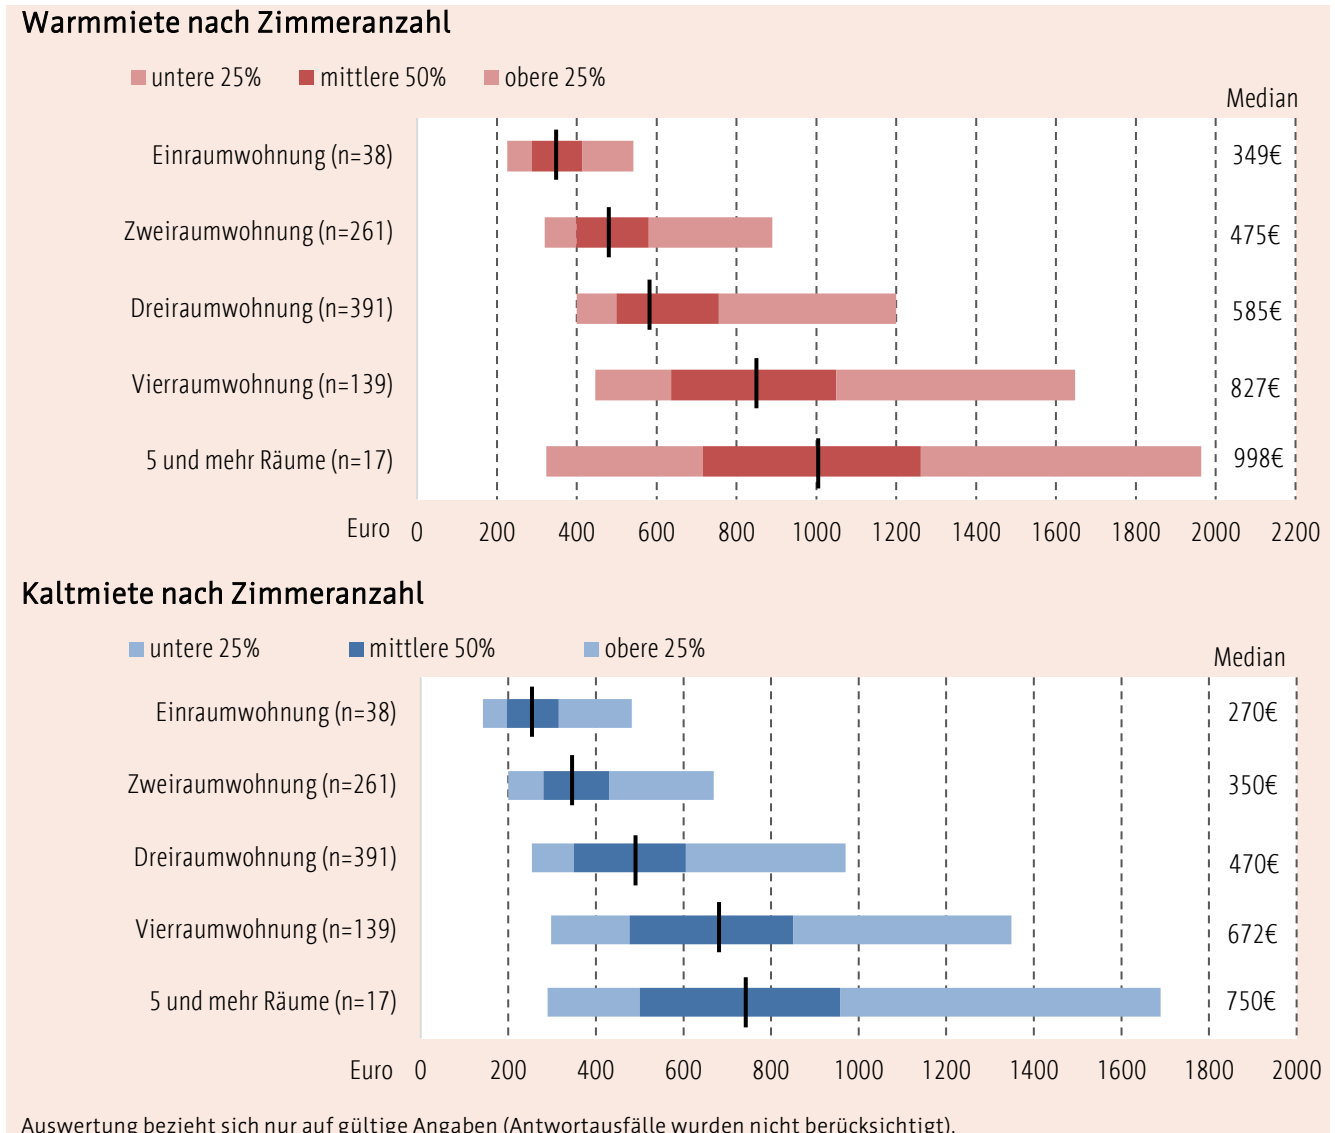 Warmmiete nach Zimmeranzahl
untere 25% mittlere 50% obere 25%
Median
Einraumwohnung (n=38) 349€
Zweiraumwohnung (n=261) 475€
Dreiraumwohnung (n=391) 585€
Vierraumwohnung (n=139) 827€
5 und mehr Räume (n=17) 998€
Euro 0 200 400 600 800 1000 1200 1400 1600 1800 2000 2200
Kaltmiete nach Zimmeranzahl
untere 25% mittlere 50% obere 25%
Median
Einraumwohnung (n=38) 270€
Zweiraumwohnung (n=261) 350€
Dreiraumwohnung (n=391) 470€
Vierraumwohnung (n=139) 672€
5 und mehr Räume (n=17) 750€
Euro 0 200 400 600 800 1000 1200 1400 1600 1800 2000
Auswertung bezieht sich nur auf gültige Angaben (Antwortausfälle wurden nicht berücksichtigt).